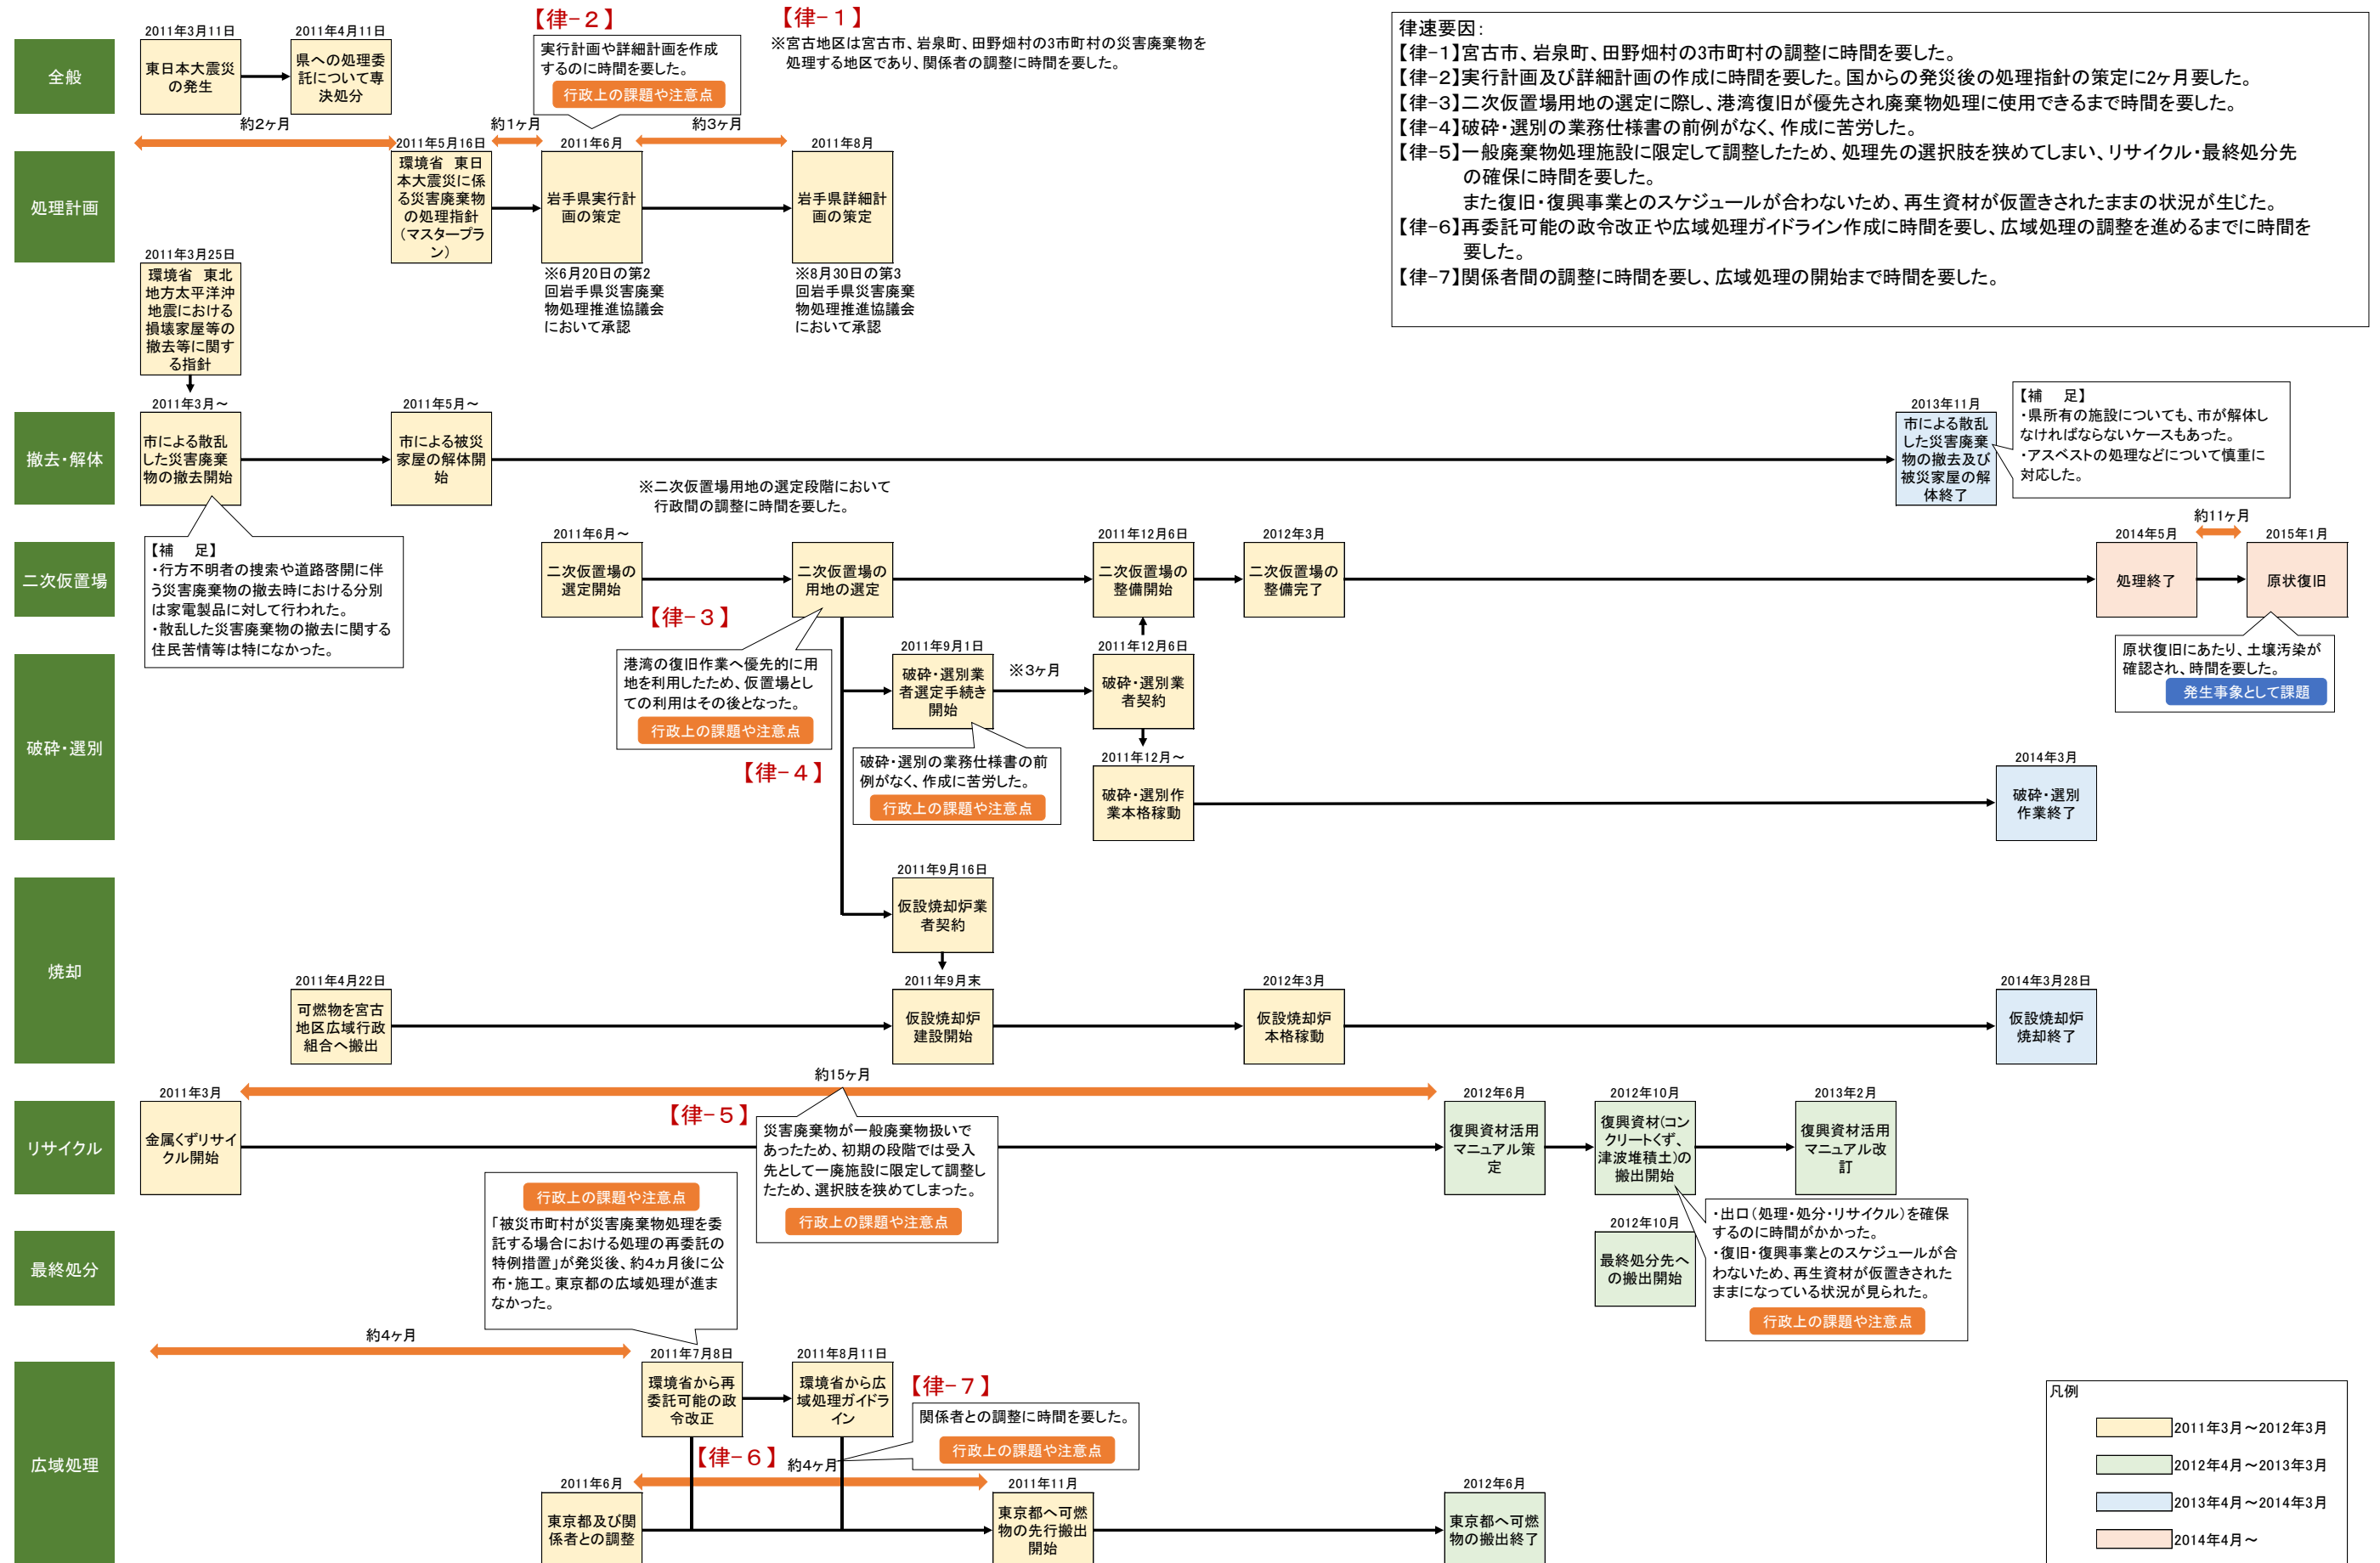 【律−２】
【律−１】
2011年3月11日
2011年4月11日
全般
東日本大震災
の発生
県への処理委
託について専
決処分
実行計画や詳細計画を作成
するのに時間を要した。
行政上の課題や注意点
※宮古地区は宮古市、岩泉町、田野畑村の3市町村の災害廃棄物を
処理する地区であり、関係者の調整に時間を要した。
律速要因：
【律−1】宮古市、岩泉町、田野畑村の3市町村の調整に時間を要した。
【律−2】実行計画及び詳細計画の作成に時間を要した。国からの発災後の処理指針の策定に2ヶ月要した。
【律−3】二次仮置場用地の選定に際し、港湾復旧が優先され廃棄物処理に使用できるまで時間を要した。
【律−4】破砕・選別の業務仕様書の前例がなく、作成に苦労した。
【律−5】一般廃棄物処理施設に限定して調整したため、処理先の選択肢を狭めてしまい、リサイクル・最終処分先
の確保に時間を要した。
また復旧・復興事業とのスケジュールが合わないため、再生資材が仮置きされたままの状況が生じた。
【律−6】再委託可能の政令改正や広域処理ガイドライン作成に時間を要し、広域処理の調整を進めるまでに時間を
要した。
【律−7】関係者間の調整に時間を要し、広域処理の開始まで時間を要した。
約2ヶ月
約1ヶ月
約3ヶ月
2011年5月16日
2011年6月
2011年8月
処理計画
環境省　東日
本大震災に係
る災害廃棄物
の処理指針
（マスタープラ
ン）
岩手県実行計
画の策定
岩手県詳細計
画の策定
※6月20日の第2
回岩手県災害廃棄
物処理推進協議会
において承認
※8月30日の第3
回岩手県災害廃棄
物処理推進協議会
において承認
2011年3月25日
環境省　東北
地方太平洋沖
地震における
損壊家屋等の
撤去等に関す
る指針
2011年3月～
2011年5月～
2013年11月
撤去・解体
市による散乱
した災害廃棄
物の撤去開始
市による被災
家屋の解体開
始
市による散乱
した災害廃棄
物の撤去及び
被災家屋の解
体終了
【補　足】
・県所有の施設についても、市が解体し
なければならないケースもあった。
・アスベストの処理などについて慎重に
対応した。
※二次仮置場用地の選定段階において
行政間の調整に時間を要した。
【補　足】
・行方不明者の捜索や道路啓開に伴
う災害廃棄物の撤去時における分別
は家電製品に対して行われた。
・散乱した災害廃棄物の撤去に関する
住民苦情等は特になかった。
約11ヶ月
2011年6月～
2011年12月6日
2012年3月
2014年5月
2015年1月
二次仮置場
二次仮置場の
選定開始
二次仮置場の
用地の選定
二次仮置場の
整備開始
二次仮置場の
整備完了
処理終了
原状復旧
【律−３】
港湾の復旧作業へ優先的に用
地を利用したため、仮置場とし
ての利用はその後となった。
行政上の課題や注意点
原状復旧にあたり、土壌汚染が
確認され、時間を要した。
発生事象として課題
2011年9月1日
※3ヶ月
2011年12月6日
破砕・選別
破砕・選別業
者選定手続き
開始
破砕・選別業
者契約
【律−４】
破砕・選別の業務仕様書の前
例がなく、作成に苦労した。
行政上の課題や注意点
2011年12月～
2014年3月
破砕・選別作
業本格稼動
破砕・選別
作業終了
2011年9月16日
仮設焼却炉業
者契約
焼却
2011年4月22日
2011年9月末
2012年3月
2014年3月28日
可燃物を宮古
地区広域行政
組合へ搬出
仮設焼却炉
建設開始
仮設焼却炉
本格稼動
仮設焼却炉
焼却終了
約15ヶ月
2011年3月
2012年6月
2012年10月
2013年2月
リサイクル
金属くずリサイ
クル開始
【律−５】
災害廃棄物が一般廃棄物扱いで
あったため、初期の段階では受入
先として一廃施設に限定して調整し
たため、選択肢を狭めてしまった。
行政上の課題や注意点
復興資材活用
マニュアル策
定
復興資材（コン
クリートくず、
津波堆積土）の
搬出開始
復興資材活用
マニュアル改
訂
行政上の課題や注意点
「被災市町村が災害廃棄物処理を委
託する場合における処理の再委託の
特例措置」が発災後、約4ヵ月後に公
布・施工。東京都の広域処理が進ま
なかった。
・出口（処理・処分・リサイクル）を確保
するのに時間がかかった。
・復旧・復興事業とのスケジュールが合
わないため、再生資材が仮置きされた
ままになっている状況が見られた。
行政上の課題や注意点
2012年10月
最終処分
最終処分先へ
の搬出開始
約4ヶ月
2011年7月8日
2011年8月11日
広域処理
環境省から再
委託可能の政
令改正
環境省から広
域処理ガイドラ
イン
【律−７】
関係者との調整に時間を要した。
行政上の課題や注意点
【律−６】
約4ヶ月
2011年6月
2011年11月
2012年6月
東京都及び関
係者との調整
東京都へ可燃
物の先行搬出
開始
東京都へ可燃
物の搬出終了
凡例
2011年3月～2012年3月
2012年4月～2013年3月
2013年4月～2014年3月
2014年4月～